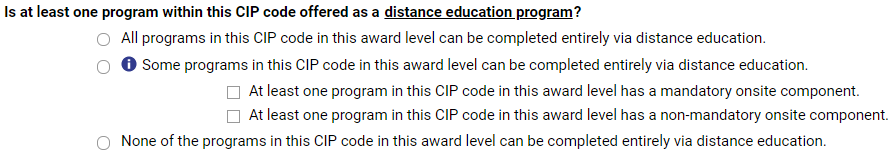 Is at least one program within this CIP code offered as a distance education program?
All programs in this CIP code in this award level can be completed entirely via distance education.
Some programs in this CIP code in this award level can be completed entirely via distance education.
At least one program in this CIP code in this award level has a mandatory onsite component.
At least one program in this CIP code in this award level has a non-mandatory onsite component.
None of the programs in this CIP code in this award level can be completed entirely via distance education.